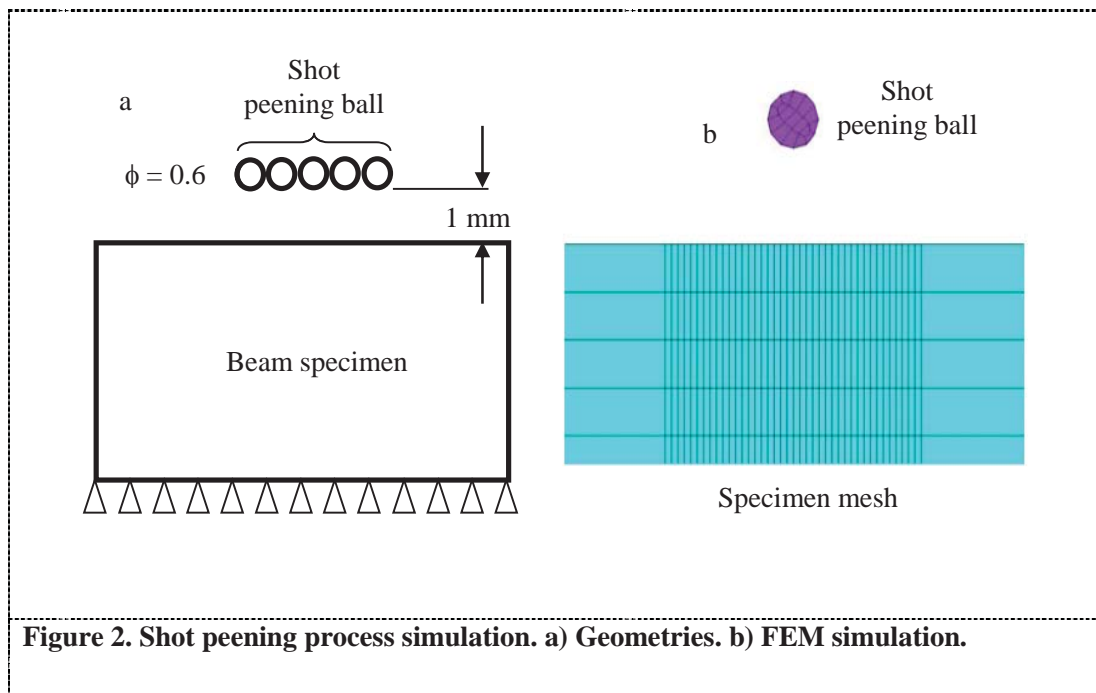 Shot
peening ball
a
ϕ = 0.6
1 mm
Beam specimen
Shot
peening ball
b
Specimen mesh
Figure 2. Shot peening process simulation. a) Geometries. b) FEM simulation.